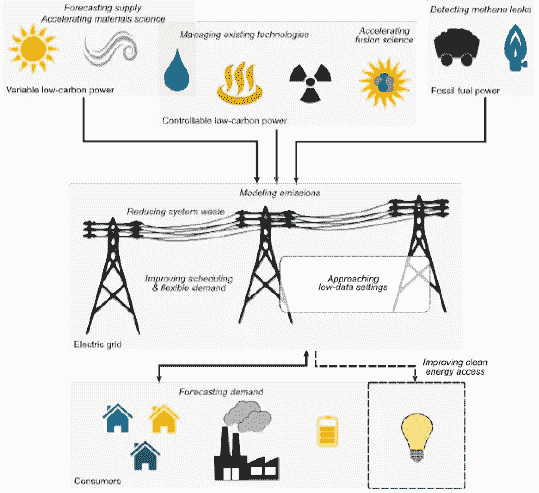 Forecasting supply
Accelerating materials science
Variable low-carbon power
Managing existing technologies
Accelerating
fusion science
Controllable low-carbon power
Detecting methane leaks
Fossil fuel power
Modeling emissions
Reducing system waste
Improving scheduling
& flexible demand
Approaching
low-data settings
Electric grid
Improving clean
energy access
Forecasting demand
Consumers